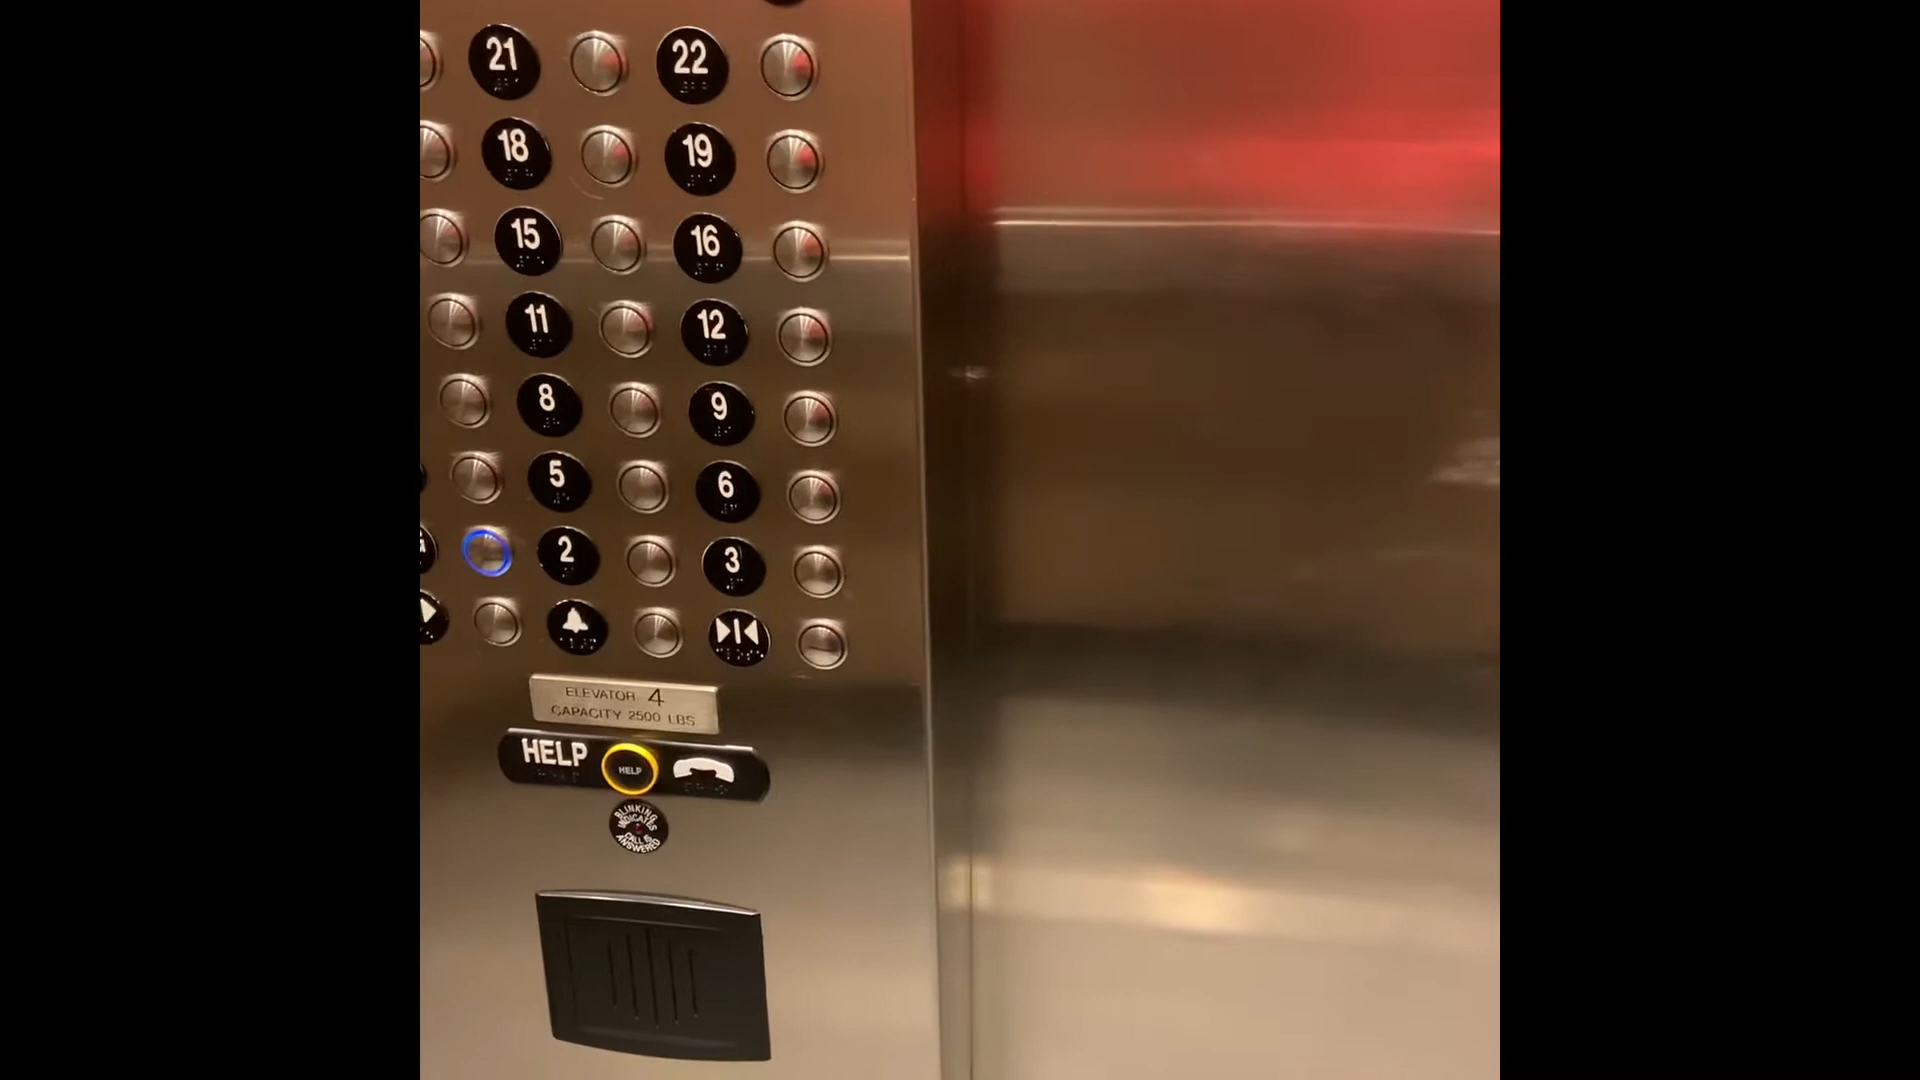 21 22
18 19
15 16
11 12
8 9
5 6
2 3
ELEVATOR 4
CAPACITY 2500 LBS
HELP HELP
BLINKING
INDICATES
CALL IS
ANSWERED